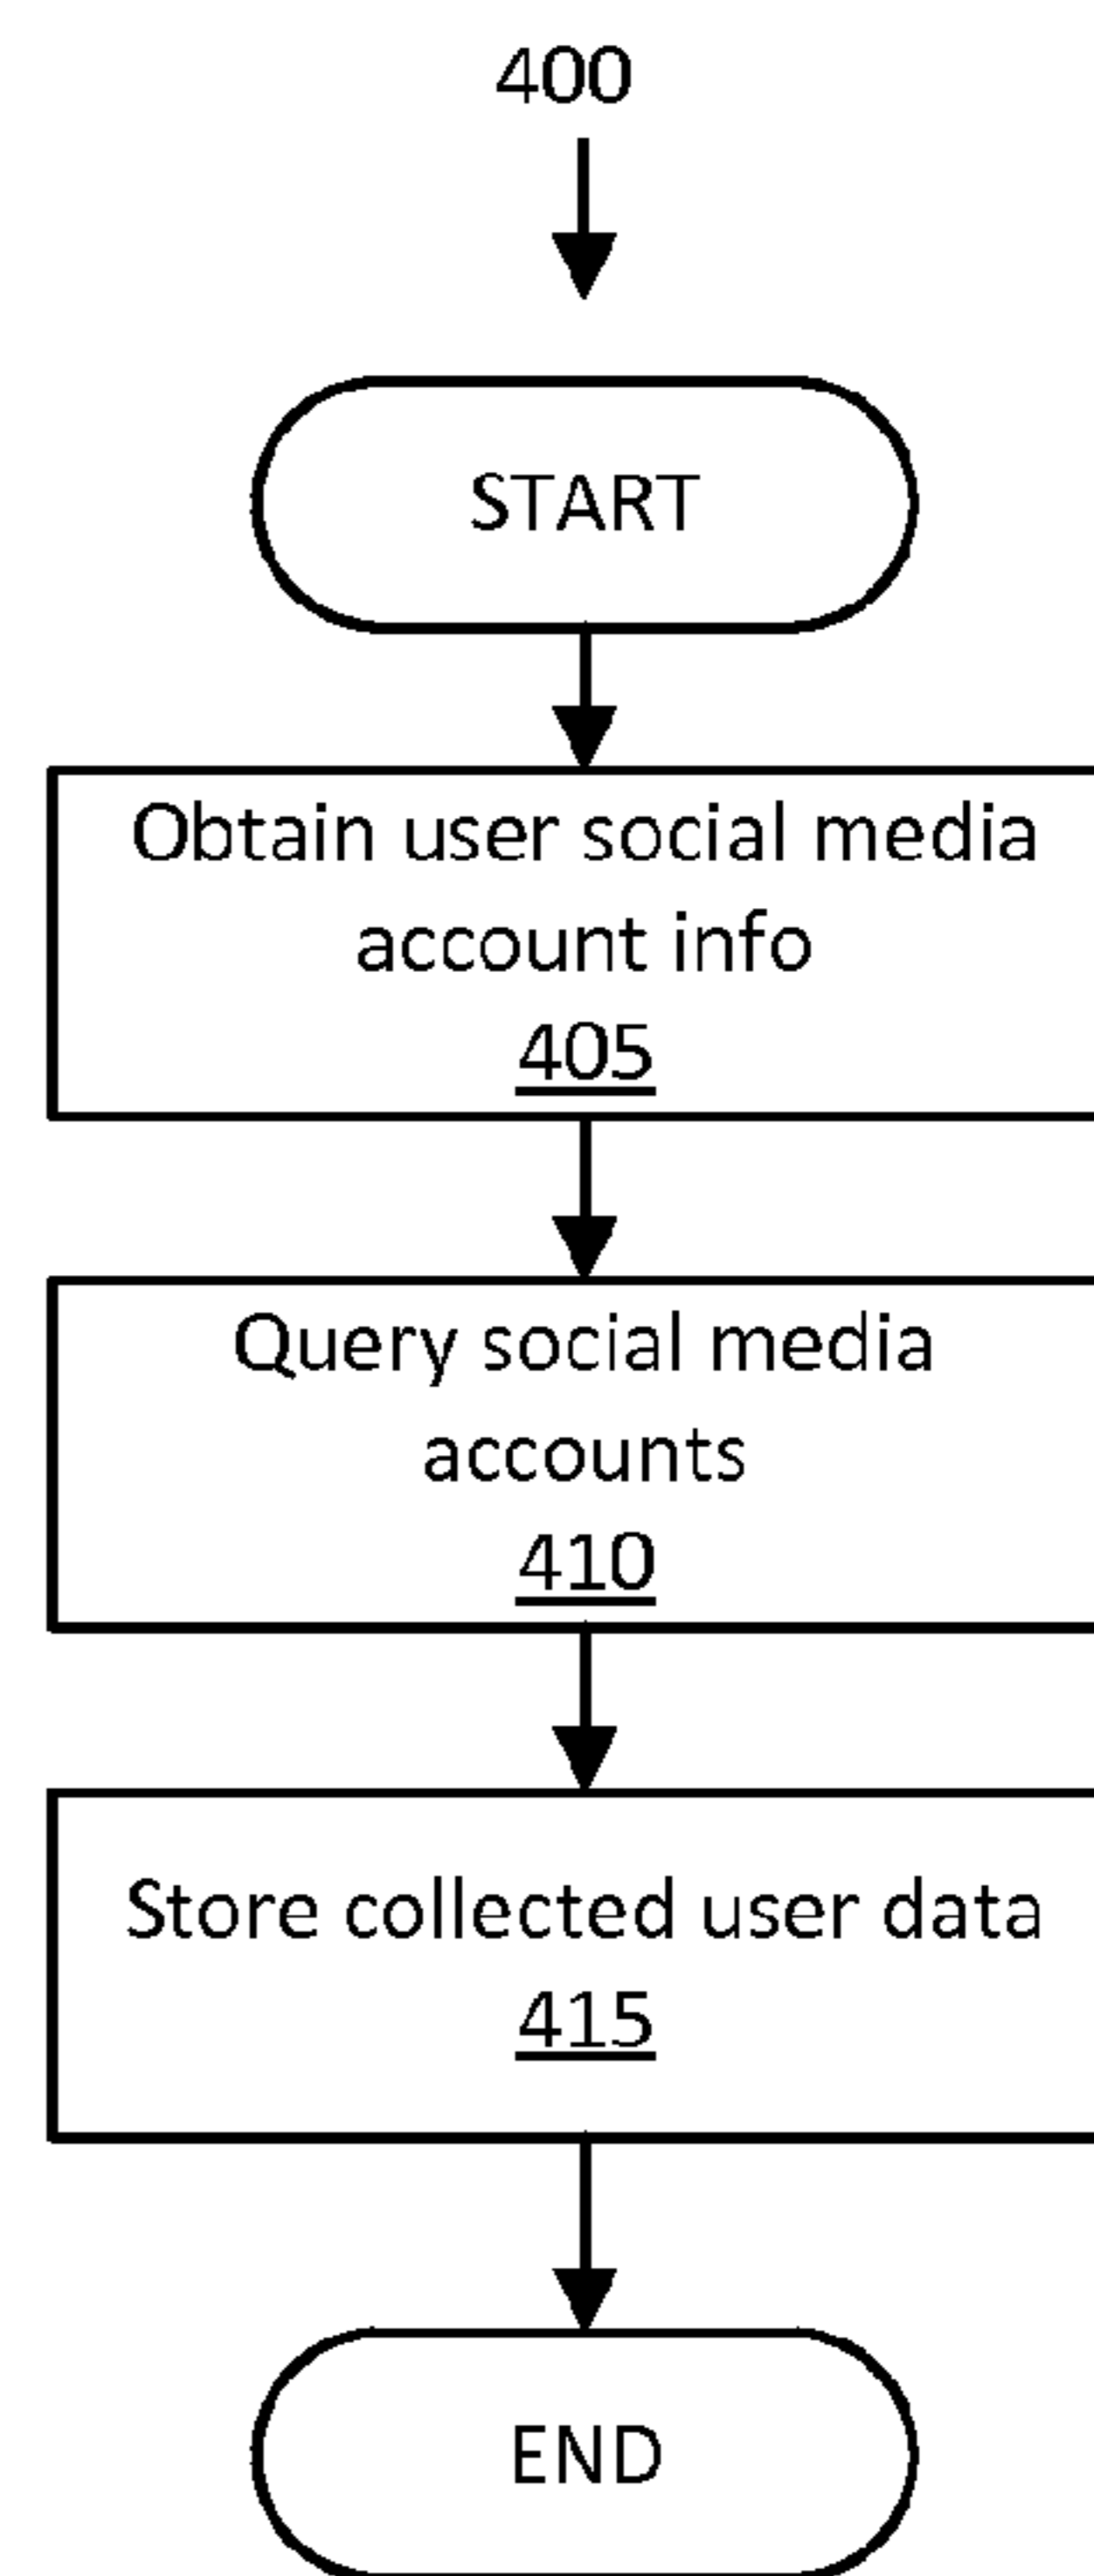 400
START
Obtain user social media
account info
405
Query social media
accounts
410
Store collected user data
415
END